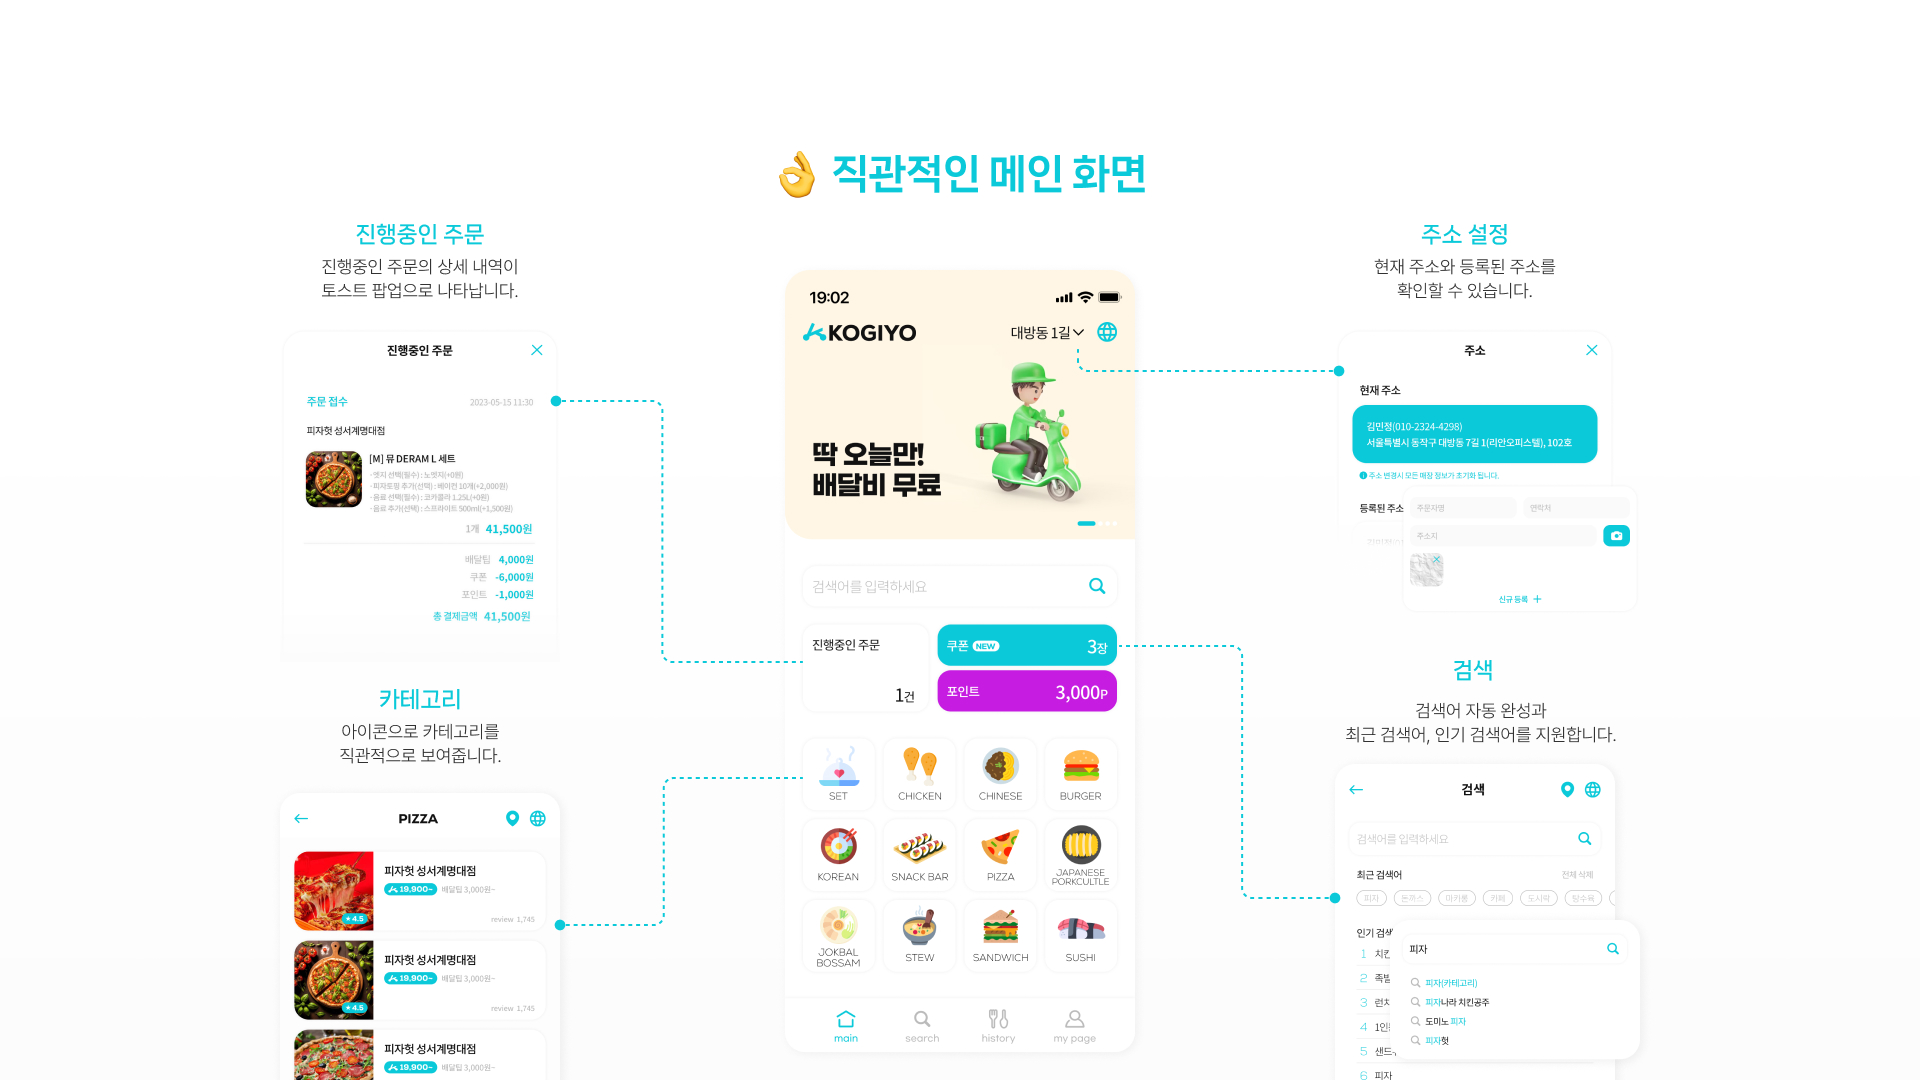 직관적인 메인 화면
진행중인 주문
진행중인 주문의 상세 내역이
토스트 팝업으로 나타납니다.
진행중인 주문
주문 접수 2023-05-15 11:30
피자헛 성서계명대점
[M] 뮤 DERAM L 세트
-엣지 선택(필수) : 노엣지(+0원)
-피자토핑 추가(선택) : 베이컨 10개(+2,000원)
-음료 선택(필수) : 코카콜라 1.25L(+0원)
-음료 추가(선택) : 스프라이트 500ml(+1,500원)
1개 41,500원
배달팁 4,000원
쿠폰 -6,000원
포인트 -1,000원
총 결제금액 41,500원
카테고리
아이콘으로 카테고리를
직관적으로 보여줍니다.
PIZZA
피자헛 성서계명대점
19,900~ 배달팁 3,000원~
★4.5
review 1,745
피자헛 성서계명대점
19,900~ 배달팁 3,000원~
★4.5
review 1,745
피자헛 성서계명대점
19,900~ 배달팁 3,000원~
19:02
KOGIYO
대방동 1길
딱 오늘만!
배달비 무료
검색어를 입력하세요
진행중인 주문
1건
쿠폰 NEW 3장
포인트 3,000P
SET CHICKEN CHINESE BURGER
KOREAN SNACK BAR PIZZA JAPANESE
PORKCULTLE
JOKBAL
BOSSAM STEW SANDWICH SUSHI
main search history my page
주소 설정
현재 주소와 등록된 주소를
확인할 수 있습니다.
주소
현재 주소
김민정(010-2324-4298)
서울특별시 동작구 대방동 7길 1(리안오피스텔), 102호
주소 변경시 모든 매장 정보가 초기화 됩니다.
등록된 주소
주문자명 연락처
주소지
신규 등록 +
검색
검색어 자동 완성과
최근 검색어, 인기 검색어를 지원합니다.
검색
검색어를 입력하세요
최근 검색어 전체 삭제
피자 돈까스 마카롱 카페 도시락 탕수육
인기 검색
1 치킨
2 족발
3 런치
4 1인
5 샌드
6 피자
피자
피자(카테고리)
피자나라 치킨공주
도미노 피자
피자헛